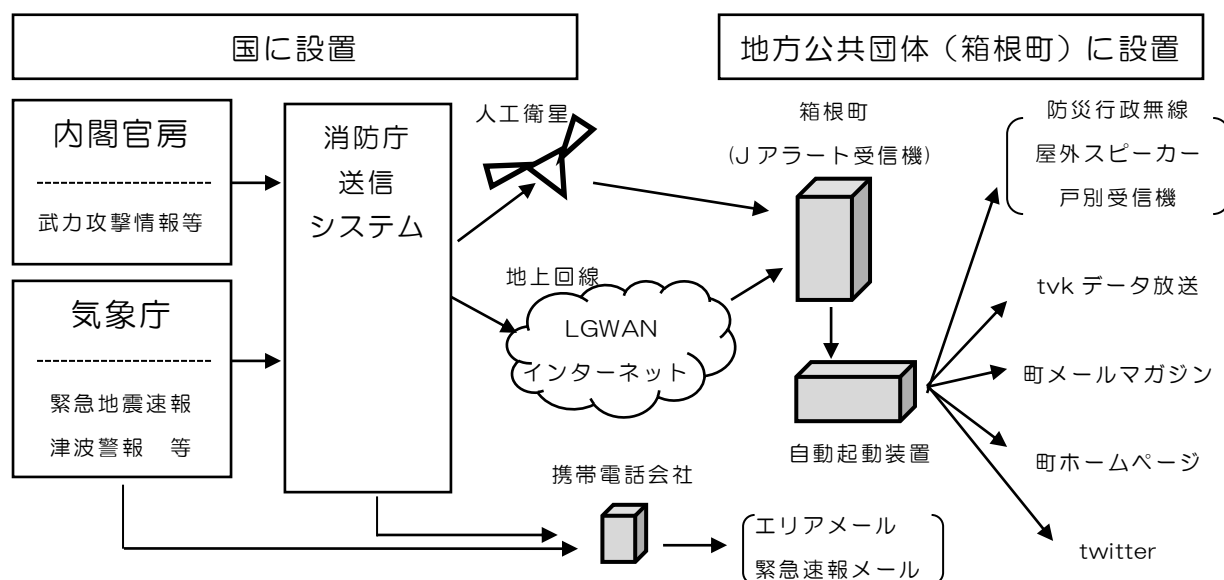 国に設置
地方公共団体（箱根町）に設置
内閣官房
武力攻撃情報等
気象庁
緊急地震速報
津波警報　等
消防庁
送信
システム
人工衛星
地上回線
LGWAN
インターネット
箱根町
(Jアラート受信機)
自動起動装置
防災行政無線
屋外スピーカー
戸別受信機
tvkデータ放送
町メールマガジン
町ホームページ
twitter
携帯電話会社
エリアメール
緊急速報メール